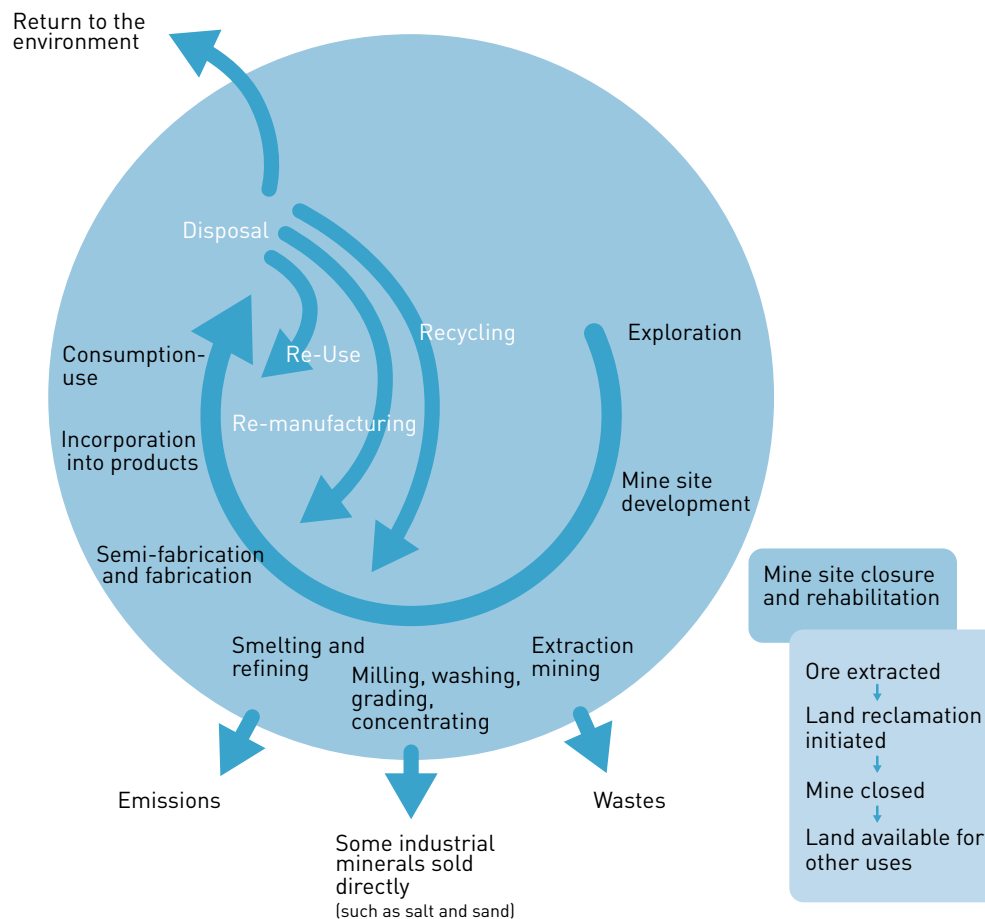 Return to the
environment
Disposal
Recycling
Exploration
Re-Use
Consumption-
use
Re-manufacturing
Incorporation
into products
Mine site
development
Semi-fabrication
and fabrication
Smelting and
refining
Milling, washing,
grading,
concentrating
Extraction
mining
Emissions
Some industrial
minerals sold
directly
(such as salt and sand)
Wastes
Mine site closure
and rehabilitation
Ore extracted
Land reclamation
initiated
Mine closed
Land available for
other uses